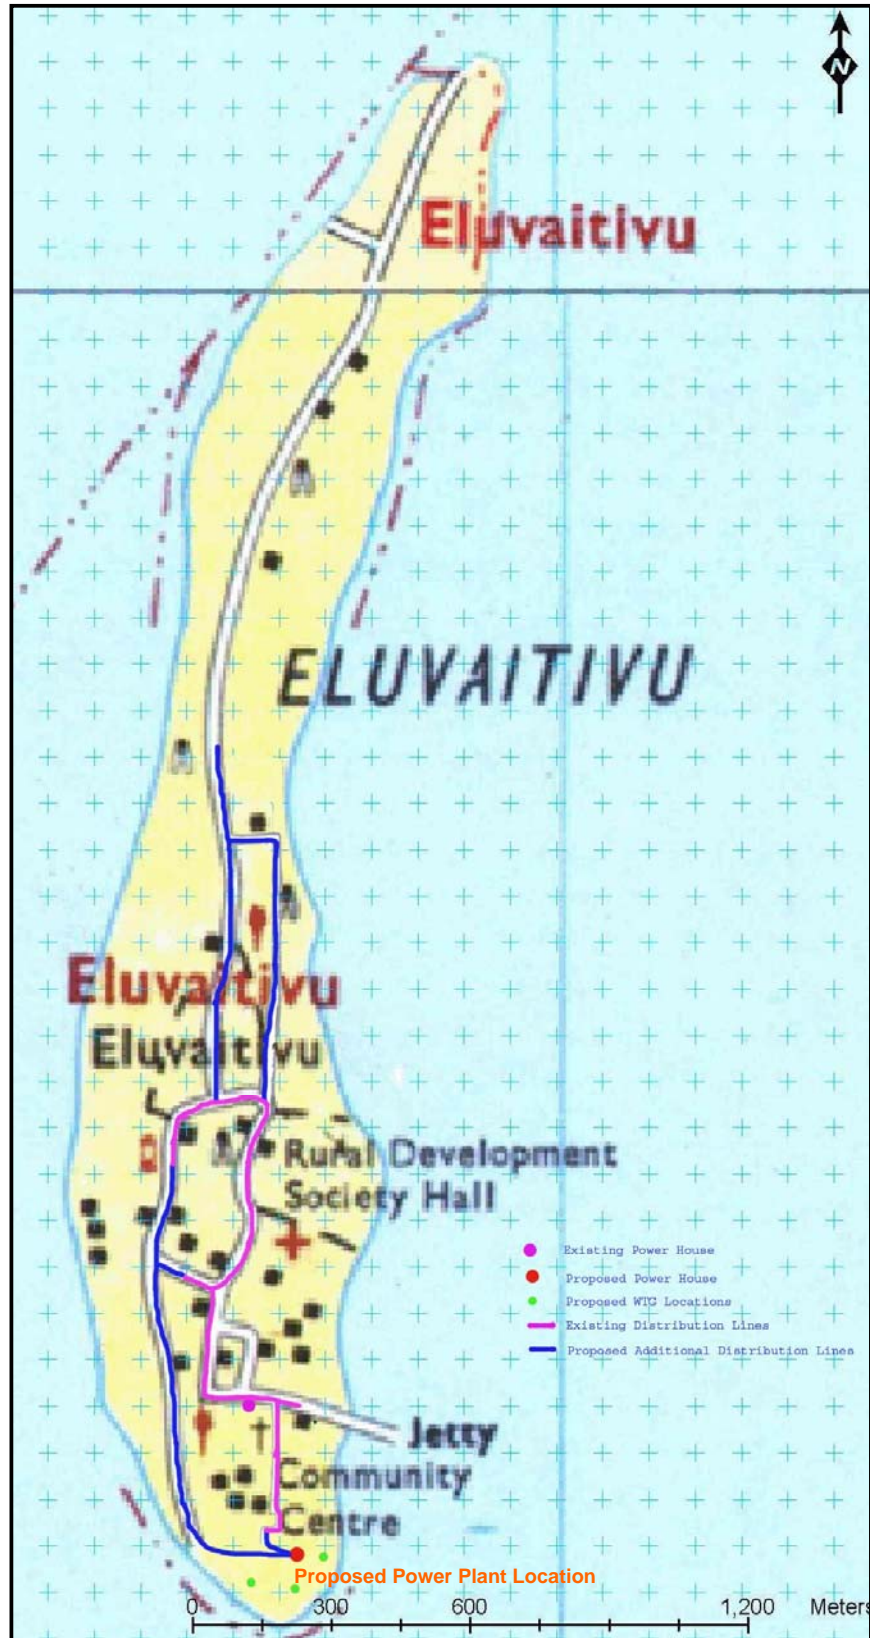 N
Eluvaitivu
ELUVAITIVU
Eluvaitivu
Eluvaitivu
Rural Development
Society Hall
Existing Power House
Proposed Power House
Proposed WTG Locations
Existing Distribution Lines
Proposed Additional Distribution Lines
Jetty
Community
Centre
Proposed Power Plant Location
0 300 600 1,200 Meters